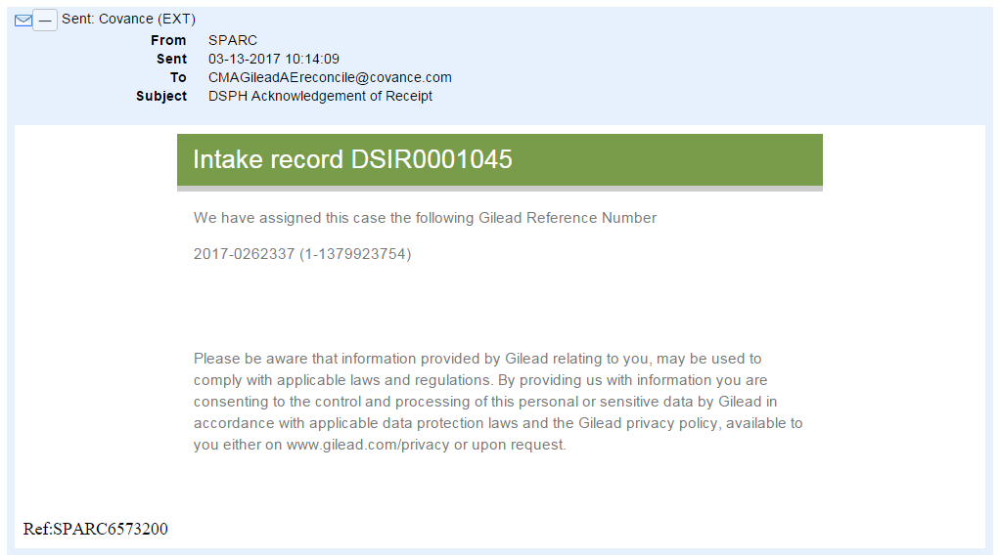 Sent: Covance (EXT)
From SPARC
Sent 03-13-2017 10:14:09
To CMAGileadAEreconcile@covance.com
Subject DSPH Acknowledgement of Receipt
Intake record DSIR0001045
We have assigned this case the following Gilead Reference Number
2017-0262337 (1-1379923754)
Please be aware that information provided by Gilead relating to you, may be used to
comply with applicable laws and regulations. By providing us with information you are
consenting to the control and processing of this personal or sensitive data by Gilead in
accordance with applicable data protection laws and the Gilead privacy policy, available to
you either on www.gilead.com/privacy or upon request.
Ref:SPARC6573200